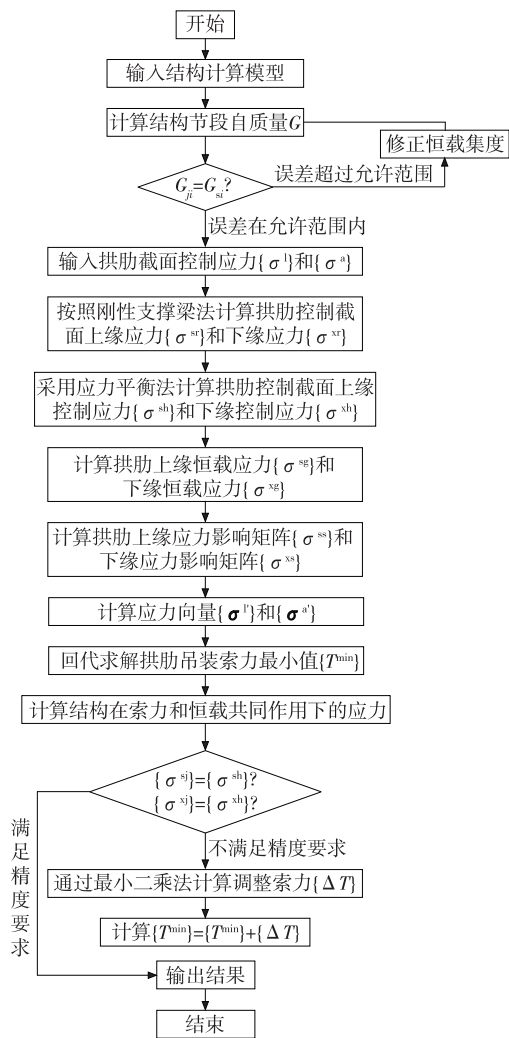 开始
输入结构计算模型
计算结构节段自质量G
修正恒载集度
G_{ji}=G_{si}?
误差超过允许范围
误差在允许范围内
输入拱肋截面控制应力{σ^{l}}和{σ^{a}}
按照刚性支撑梁法计算拱肋控制截
面上缘应力{σ^{sr}}和下缘应力{σ^{xr}}
采用应力平衡法计算拱肋控制截面上缘
控制应力{σ^{sh}}和下缘控制应力{σ^{xh}}
计算拱肋上缘恒载应力{σ^{sg}}和
下缘恒载应力{σ^{xg}}
计算拱肋上缘应力影响矩阵{σ^{ss}}和
下缘应力影响矩阵{σ^{xs}}
计算应力向量{σ^{l'}}和{σ^{a'}}
回代求解拱肋吊装索力最小值{T^{min}}
计算结构在索力和恒载共同作用下的应力
{σ^{sj}}={σ^{sh}}?
{σ^{xj}}={σ^{xh}}?
满足精度要求
不满足精度要求
通过最小二乘法计算调整索力{ΔT}
计算{T^{min}}={T^{min}}+{ΔT}
输出结果
结束